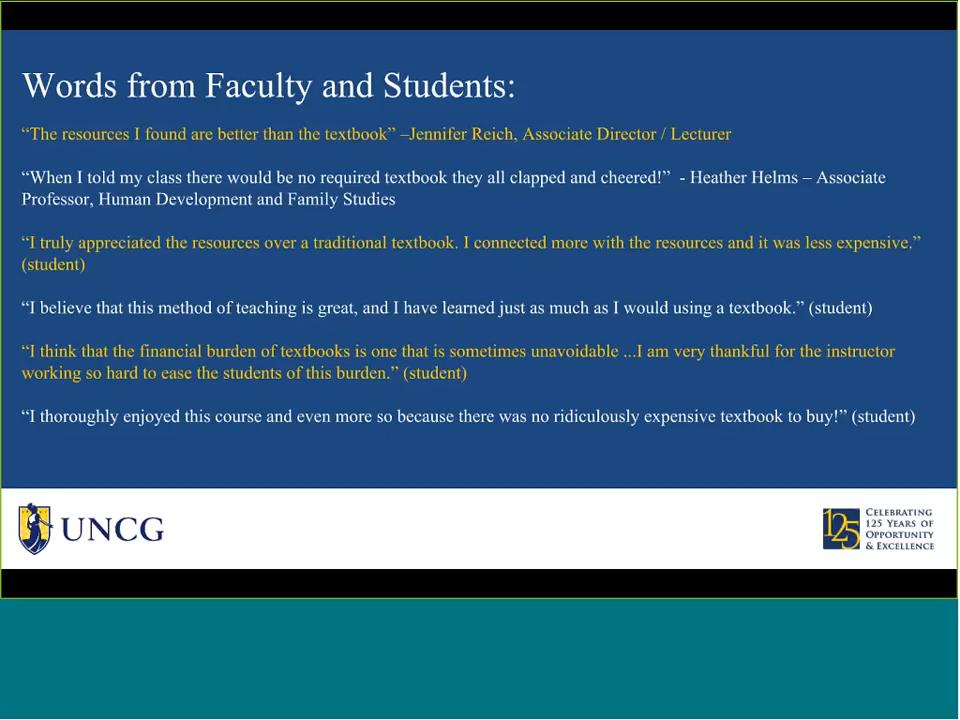 Words from Faculty and Students:
“The resources I found are better than the textbook” –Jennifer Reich, Associate Director / Lecturer
“When I told my class there would be no required textbook they all clapped and cheered!”  - Heather Helms – Associate
Professor, Human Development and Family Studies
“I truly appreciated the resources over a traditional textbook. I connected more with the resources and it was less expensive.”
(student)
“I believe that this method of teaching is great, and I have learned just as much as I would using a textbook.” (student)
“I think that the financial burden of textbooks is one that is sometimes unavoidable ...I am very thankful for the instructor
working so hard to ease the students of this burden.” (student)
“I thoroughly enjoyed this course and even more so because there was no ridiculously expensive textbook to buy!” (student)
UNCG
125
CELEBRATING
125 YEARS OF
OPPORTUNITY
& EXCELLENCE